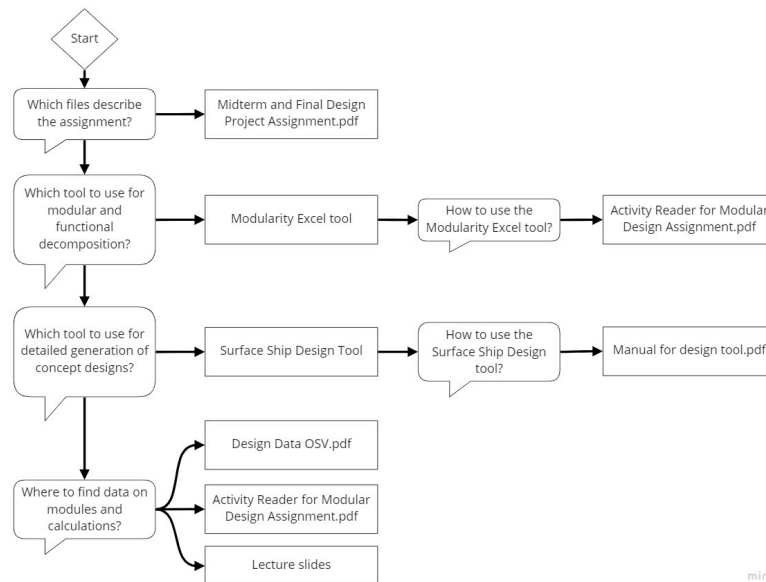 Start
Which files describe
the assignment?
Midterm and Final Design
Project Assignment.pdf
Which tool to use for
modular and
functional
decomposition?
Modularity Excel tool
How to use the
Modularity Excel tool?
Activity Reader for Modular
Design Assignment.pdf
Which tool to use for
detailed generation of
concept designs?
Surface Ship Design Tool
How to use the
Surface Ship Design
tool?
Manual for design tool.pdf
Where to find data on
modules and
calculations?
Design Data OSV.pdf
Activity Reader for Modular
Design Assignment.pdf
Lecture slides